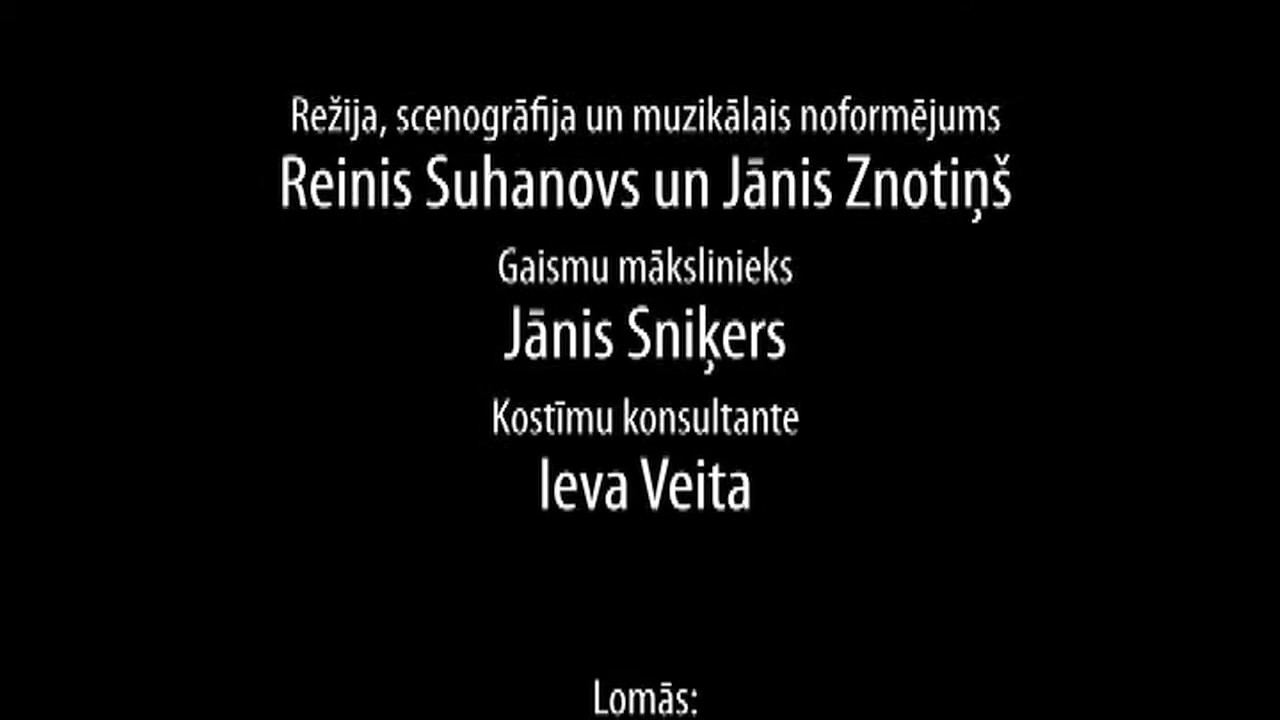 Režija, scenogrāfija un muzikālais noformējums
Reinis Suhanovs un Jānis Znotiņš
Gaismu mākslinieks
Jānis Sniķers
Kostīmu konsultante
Ieva Veita
Lomās: